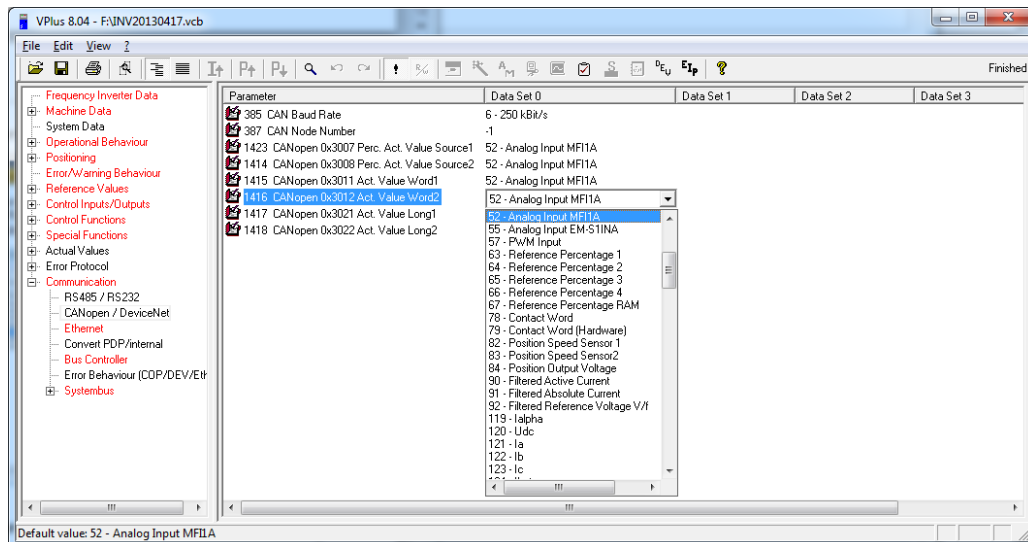 VPlus 8.04 - F:\INV20130417.vcb
File Edit View ?
Finished
Frequency Inverter Data
Machine Data
System Data
Operational Behaviour
Positioning
Error/Warning Behaviour
Reference Values
Control Inputs/Outputs
Control Functions
Special Functions
Actual Values
Error Protocol
Communication
RS485 / RS232
CANopen / DeviceNet
Ethernet
Convert PDP/internal
Bus Controller
Error Behaviour (COP/DEV/Eth
Systembus
Parameter Data Set 0 Data Set 1 Data Set 2 Data Set 3
385 CAN Baud Rate 6 - 250 kBit/s
387 CAN Node Number -1
1423 CANopen 0x3007 Perc. Act. Value Source1 52 - Analog Input MFI1A
1414 CANopen 0x3008 Perc. Act. Value Source2 52 - Analog Input MFI1A
1415 CANopen 0x3011 Act. Value Word1 52 - Analog Input MFI1A
1416 CANopen 0x3012 Act. Value Word2 52 - Analog Input MFI1A
1417 CANopen 0x3021 Act. Value Long1
1418 CANopen 0x3022 Act. Value Long2
52 - Analog Input MFI1A
55 - Analog Input EM-S1INA
57 - PWM Input
63 - Reference Percentage 1
64 - Reference Percentage 2
65 - Reference Percentage 3
66 - Reference Percentage 4
67 - Reference Percentage RAM
78 - Contact Word
79 - Contact Word (Hardware)
82 - Position Speed Sensor 1
83 - Position Speed Sensor2
84 - Position Output Voltage
90 - Filtered Active Current
91 - Filtered Absolute Current
92 - Filtered Reference Voltage V/f
119 - Ialpha
120 - Udc
121 - Ia
122 - Ib
123 - Ic
Default value: 52 - Analog Input MFI1A